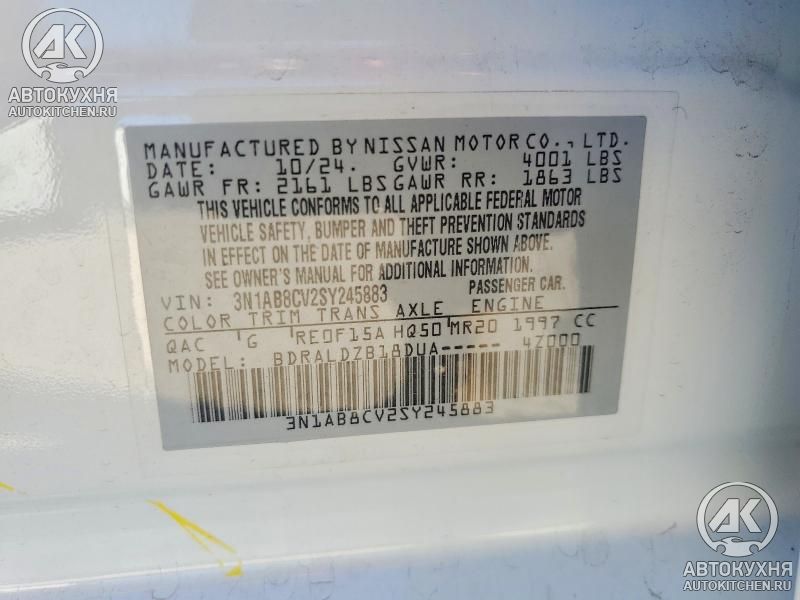 AK
АВТОКУХНЯ
AUTOKITCHEN.RU
MANUFACTURED BY NISSAN MOTOR CO., LTD.
DATE: 10/24. GVWR: 4001 LBS
GAWR FR: 2161 LBS GAWR RR: 1863 LBS
THIS VEHICLE CONFORMS TO ALL APPLICABLE FEDERAL MOTOR
VEHICLE SAFETY, BUMPER AND THEFT PREVENTION STANDARDS
IN EFFECT ON THE DATE OF MANUFACTURE SHOWN ABOVE.
SEE OWNER'S MANUAL FOR ADDITIONAL INFORMATION.
VIN: 3N1AB8CV2SY245883 PASSENGER CAR.
COLOR TRIM TRANS AXLE ENGINE
QAC G RE0F15A HQ50 MR20 1997 CC
MODEL: BDRALDZB18DUA----- 4Z000
3N1AB8CV2SY245883
AK
АВТОКУХНЯ
AUTOKITCHEN.RU